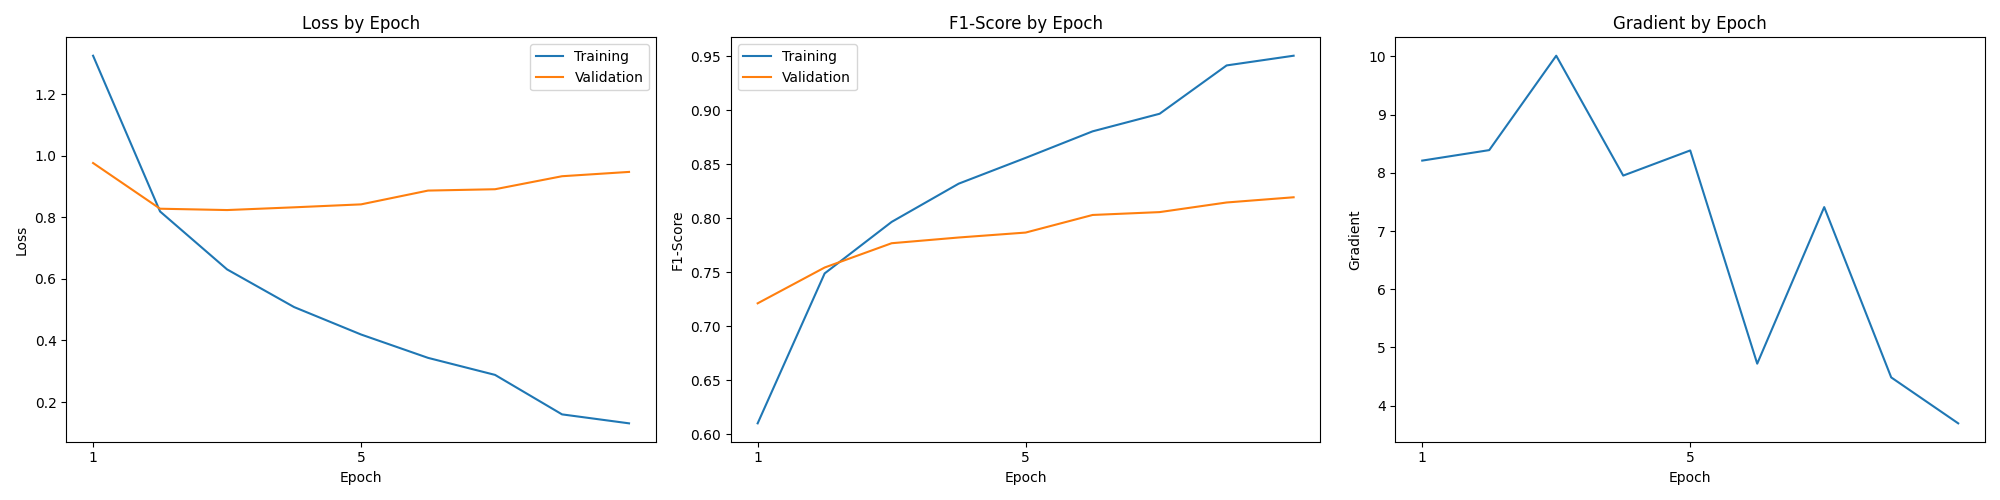 Loss by Epoch
Training
Validation
1.2
1.0
0.8
0.6
0.4
0.2
Loss
1
5
Epoch
F1-Score by Epoch
Training
Validation
0.95
0.90
0.85
0.80
0.75
0.70
0.65
0.60
F1-Score
1
5
Epoch
Gradient by Epoch
10
9
8
7
6
5
4
Gradient
1
5
Epoch